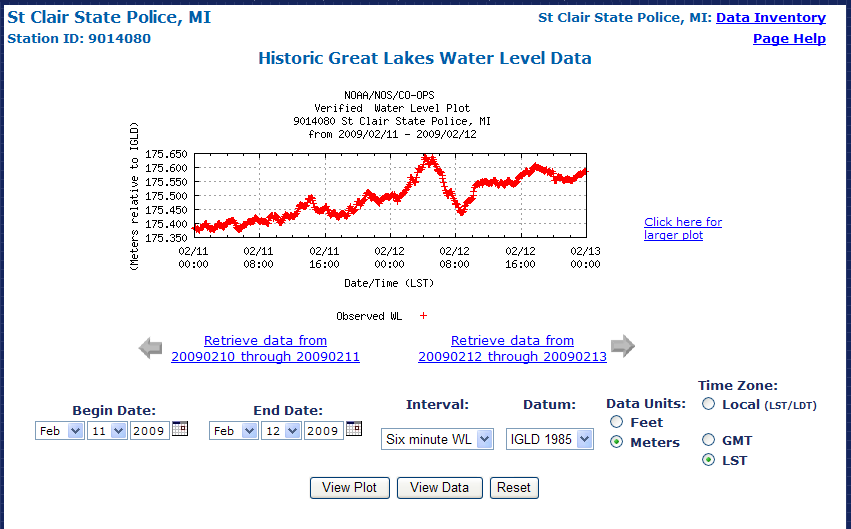 St Clair State Police, MI
St Clair State Police, MI: Data Inventory
Station ID: 9014080
Page Help
Historic Great Lakes Water Level Data
NOAA/NOS/CO-OPS
Verified Water Level Plot
9014080 St Clair State Police, MI
from 2009/02/11 - 2009/02/12
(Meters relative to IGLD)
175.650
175.600
175.550
175.500
175.450
175.400
175.350
02/11 02/11 02/11 02/12 02/12 02/12 02/13
00:00 08:00 16:00 00:00 08:00 16:00 00:00
Date/Time (LST)
Observed WL +
Click here for
larger plot
Retrieve data from
20090210 through 20090211
Retrieve data from
20090212 through 20090213
Begin Date:
Feb 11 2009
End Date:
Feb 12 2009
Interval:
Six minute WL
Datum:
IGLD 1985
Data Units:
Feet
Meters
Time Zone:
Local (LST/LDT)
GMT
LST
View Plot View Data Reset